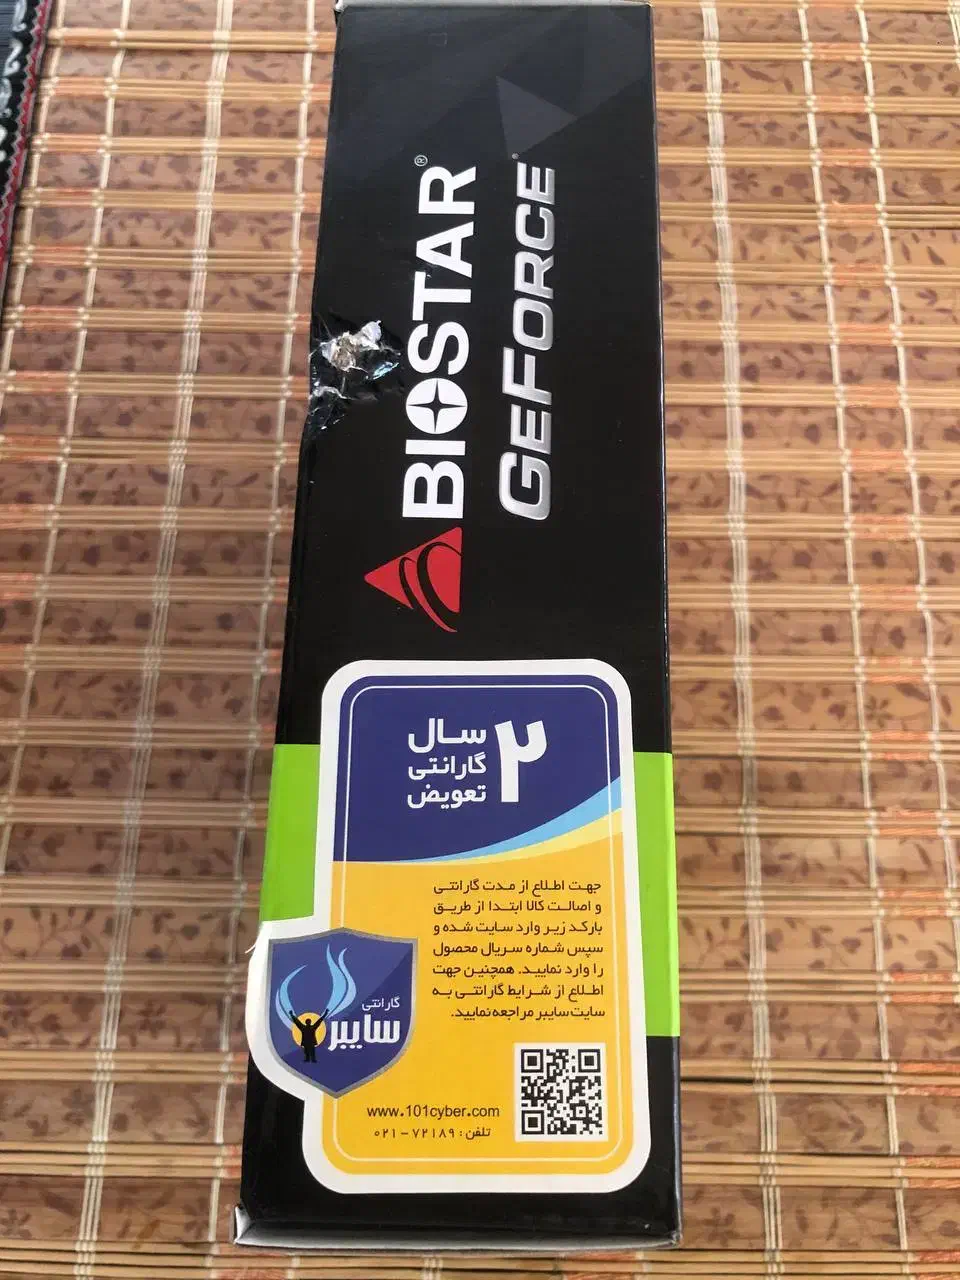 BIOSTAR®
GEFORCE
۲ سال
گارانتی
تعویض
جهت اطلاع از مدت گارانتی
و اصالت کالا ابتدا از طریق
بارکد زیر وارد سایت شده و
سپس شماره سریال محصول
را وارد نمایید. همچنین جهت
اطلاع از شرایط گارانتی به
سایت سایبر مراجعه نمایید.
گارانتی
سایبر
www.101cyber.com
تلفن: ۷۲۱۸۹-۰۲۱